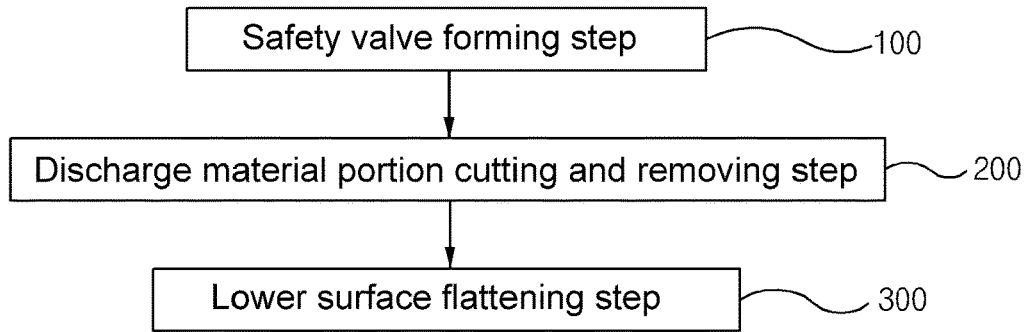 Safety valve forming step
100
Discharge material portion cutting and removing step
200
Lower surface flattening step
300